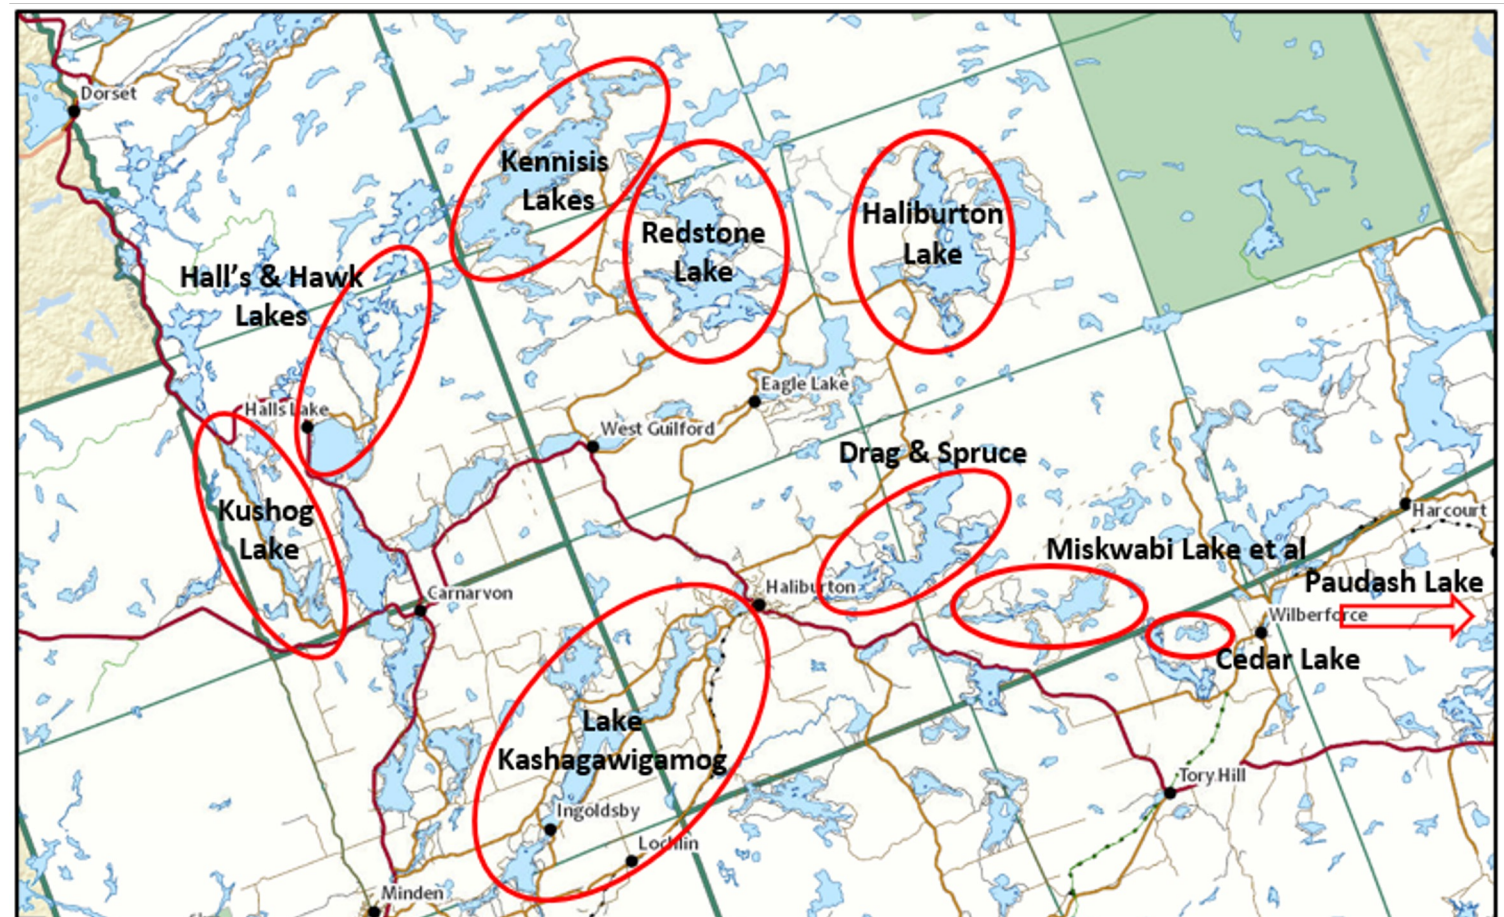 Dorset
Kennisis
Lakes
Redstone
Lake
Haliburton
Lake
Hall's & Hawk
Lakes
Eagle Lake
Halls Lake
West Guilford
Drag & Spruce
Kushog
Lake
Harcourt
Miskwabi Lake et al
Paudash Lake
Carnarvon
Haliburton
Wilberforce
Cedar Lake
Lake
Kashagawigamog
Tory Hill
Ingoldsby
Lochlin
Minden